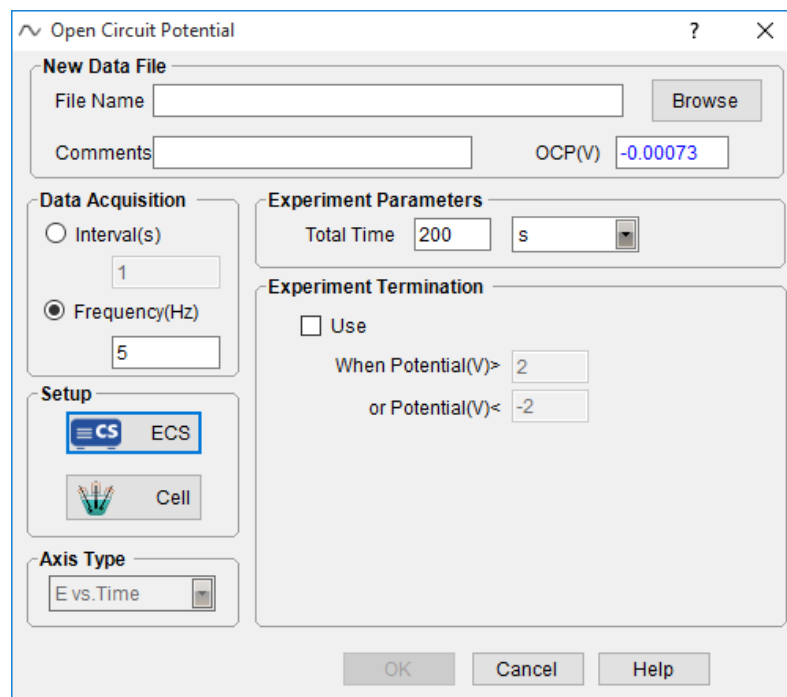 Open Circuit Potential
?
New Data File
File Name
Browse
Comments
OCP(V) -0.00073
Data Acquisition
Interval(s)
1
Frequency(Hz)
5
Experiment Parameters
Total Time 200 s
Experiment Termination
Use
When Potential(V)> 2
or Potential(V)< -2
Setup
CS ECS
Cell
Axis Type
E vs.Time
OK Cancel Help